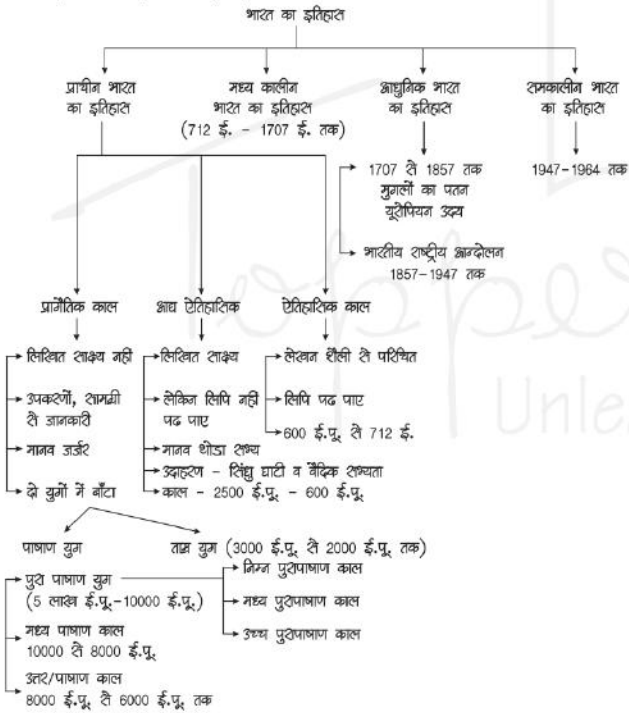 भारत का इतिहास
प्राचीन भारत
का इतिहास
मध्य कालीन
भारत का इतिहास
(712 ई. - 1707 ई. तक)
आधुनिक भारत
का इतिहास
समकालीन भारत
का इतिहास
1707 से 1857 तक
मुगलों का पतन
यूरोपियन उदय
1947-1964 तक
भारतीय राष्ट्रीय आन्दोलन
1857-1947 तक
प्रागैतिक काल
आद्य ऐतिहासिक
ऐतिहासिक काल
लिखित साक्ष्य नहीं
उपकरणों, सामग्री
से जानकारी
मानव जर्जर
दो युगों में बाँटा
लिखित साक्ष्य
लेकिन लिपि नहीं
पढ पाए
मानव थोडा सभ्य
उदाहरण - सिंधु घाटी व वैदिक सभ्यता
काल - 2500 ई.पू. - 600 ई.पू.
लेखन शैली से परिचित
लिपि पढ पाए
600 ई.पू. से 712 ई.
पाषाण युग
ताम्र युग (3000 ई.पू. से 2000 ई.पू. तक)
पुरा पाषाण युग
(5 लाख ई.पू.-10000 ई.पू.)
मध्य पाषाण काल
10000 से 8000 ई.पू.
उत्तर/पाषाण काल
8000 ई.पू. से 6000 ई.पू. तक
निम्न पुरापाषाण काल
मध्य पुरापाषाण काल
उच्च पुरापाषाण काल
Toppe
Unle